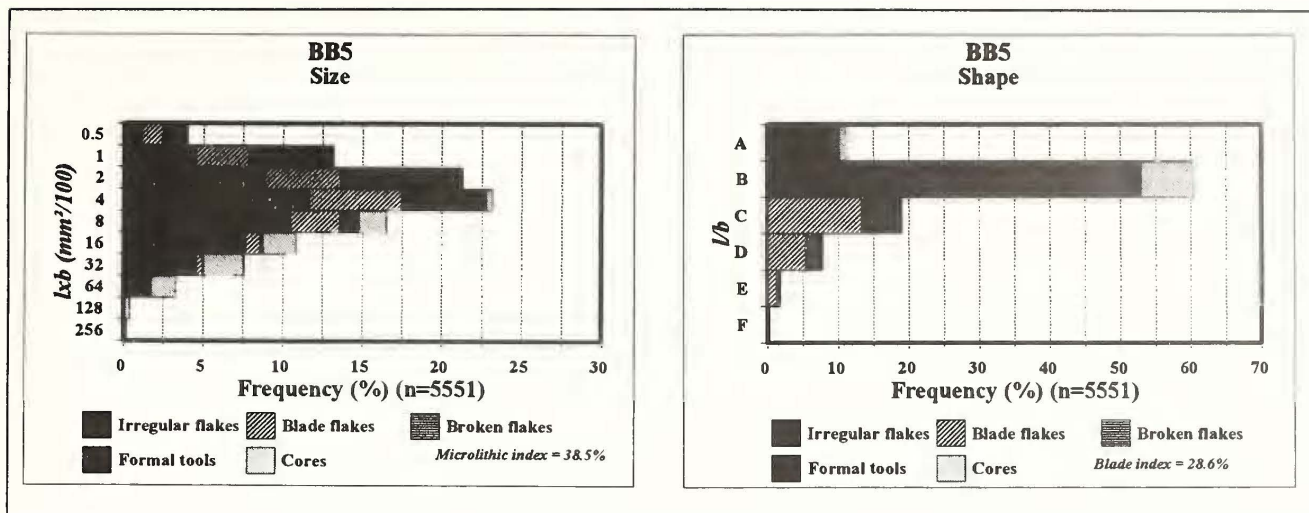 BB5
Size
lxb (mm²/100)
0.5
1
2
4
8
16
32
64
128
256
0 5 10 15 20 25 30
Frequency (%) (n=5551)
Irregular flakes Blade flakes Broken flakes
Formal tools Cores Microlithic index = 38.5%
BB5
Shape
l/b
A
B
C
D
E
F
0 10 20 30 40 50 60 70
Frequency (%) (n=5551)
Irregular flakes Blade flakes Broken flakes
Formal tools Cores Blade index = 28.6%